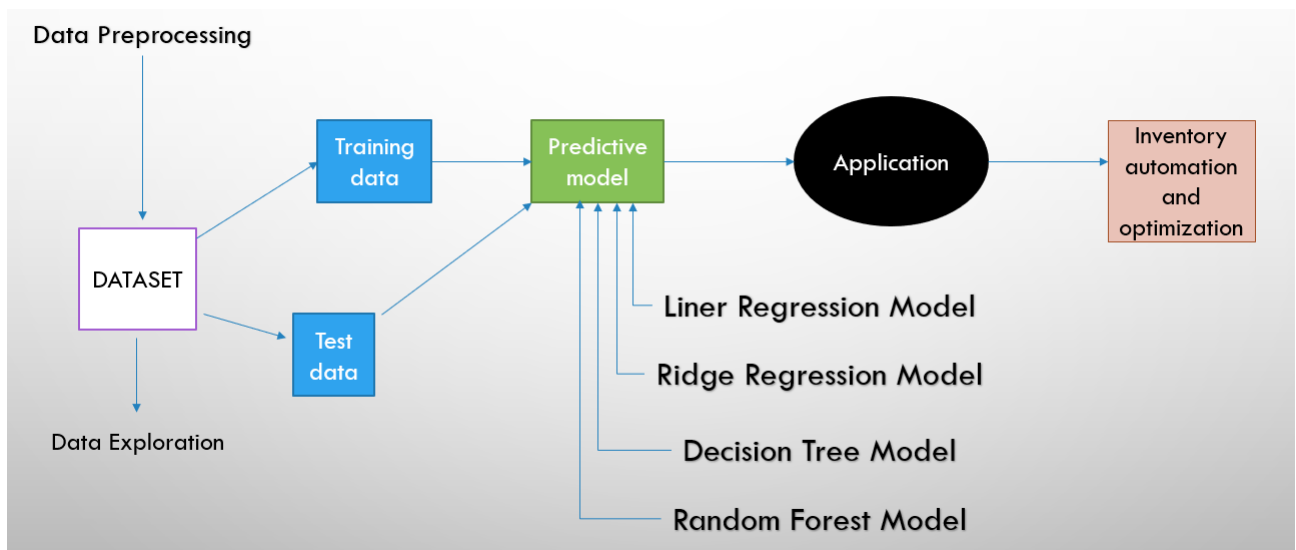 Data Preprocessing
Training
data
Predictive
model
Application
Inventory
automation
and
optimization
DATASET
Test
data
Data Exploration
Liner Regression Model
Ridge Regression Model
Decision Tree Model
Random Forest Model